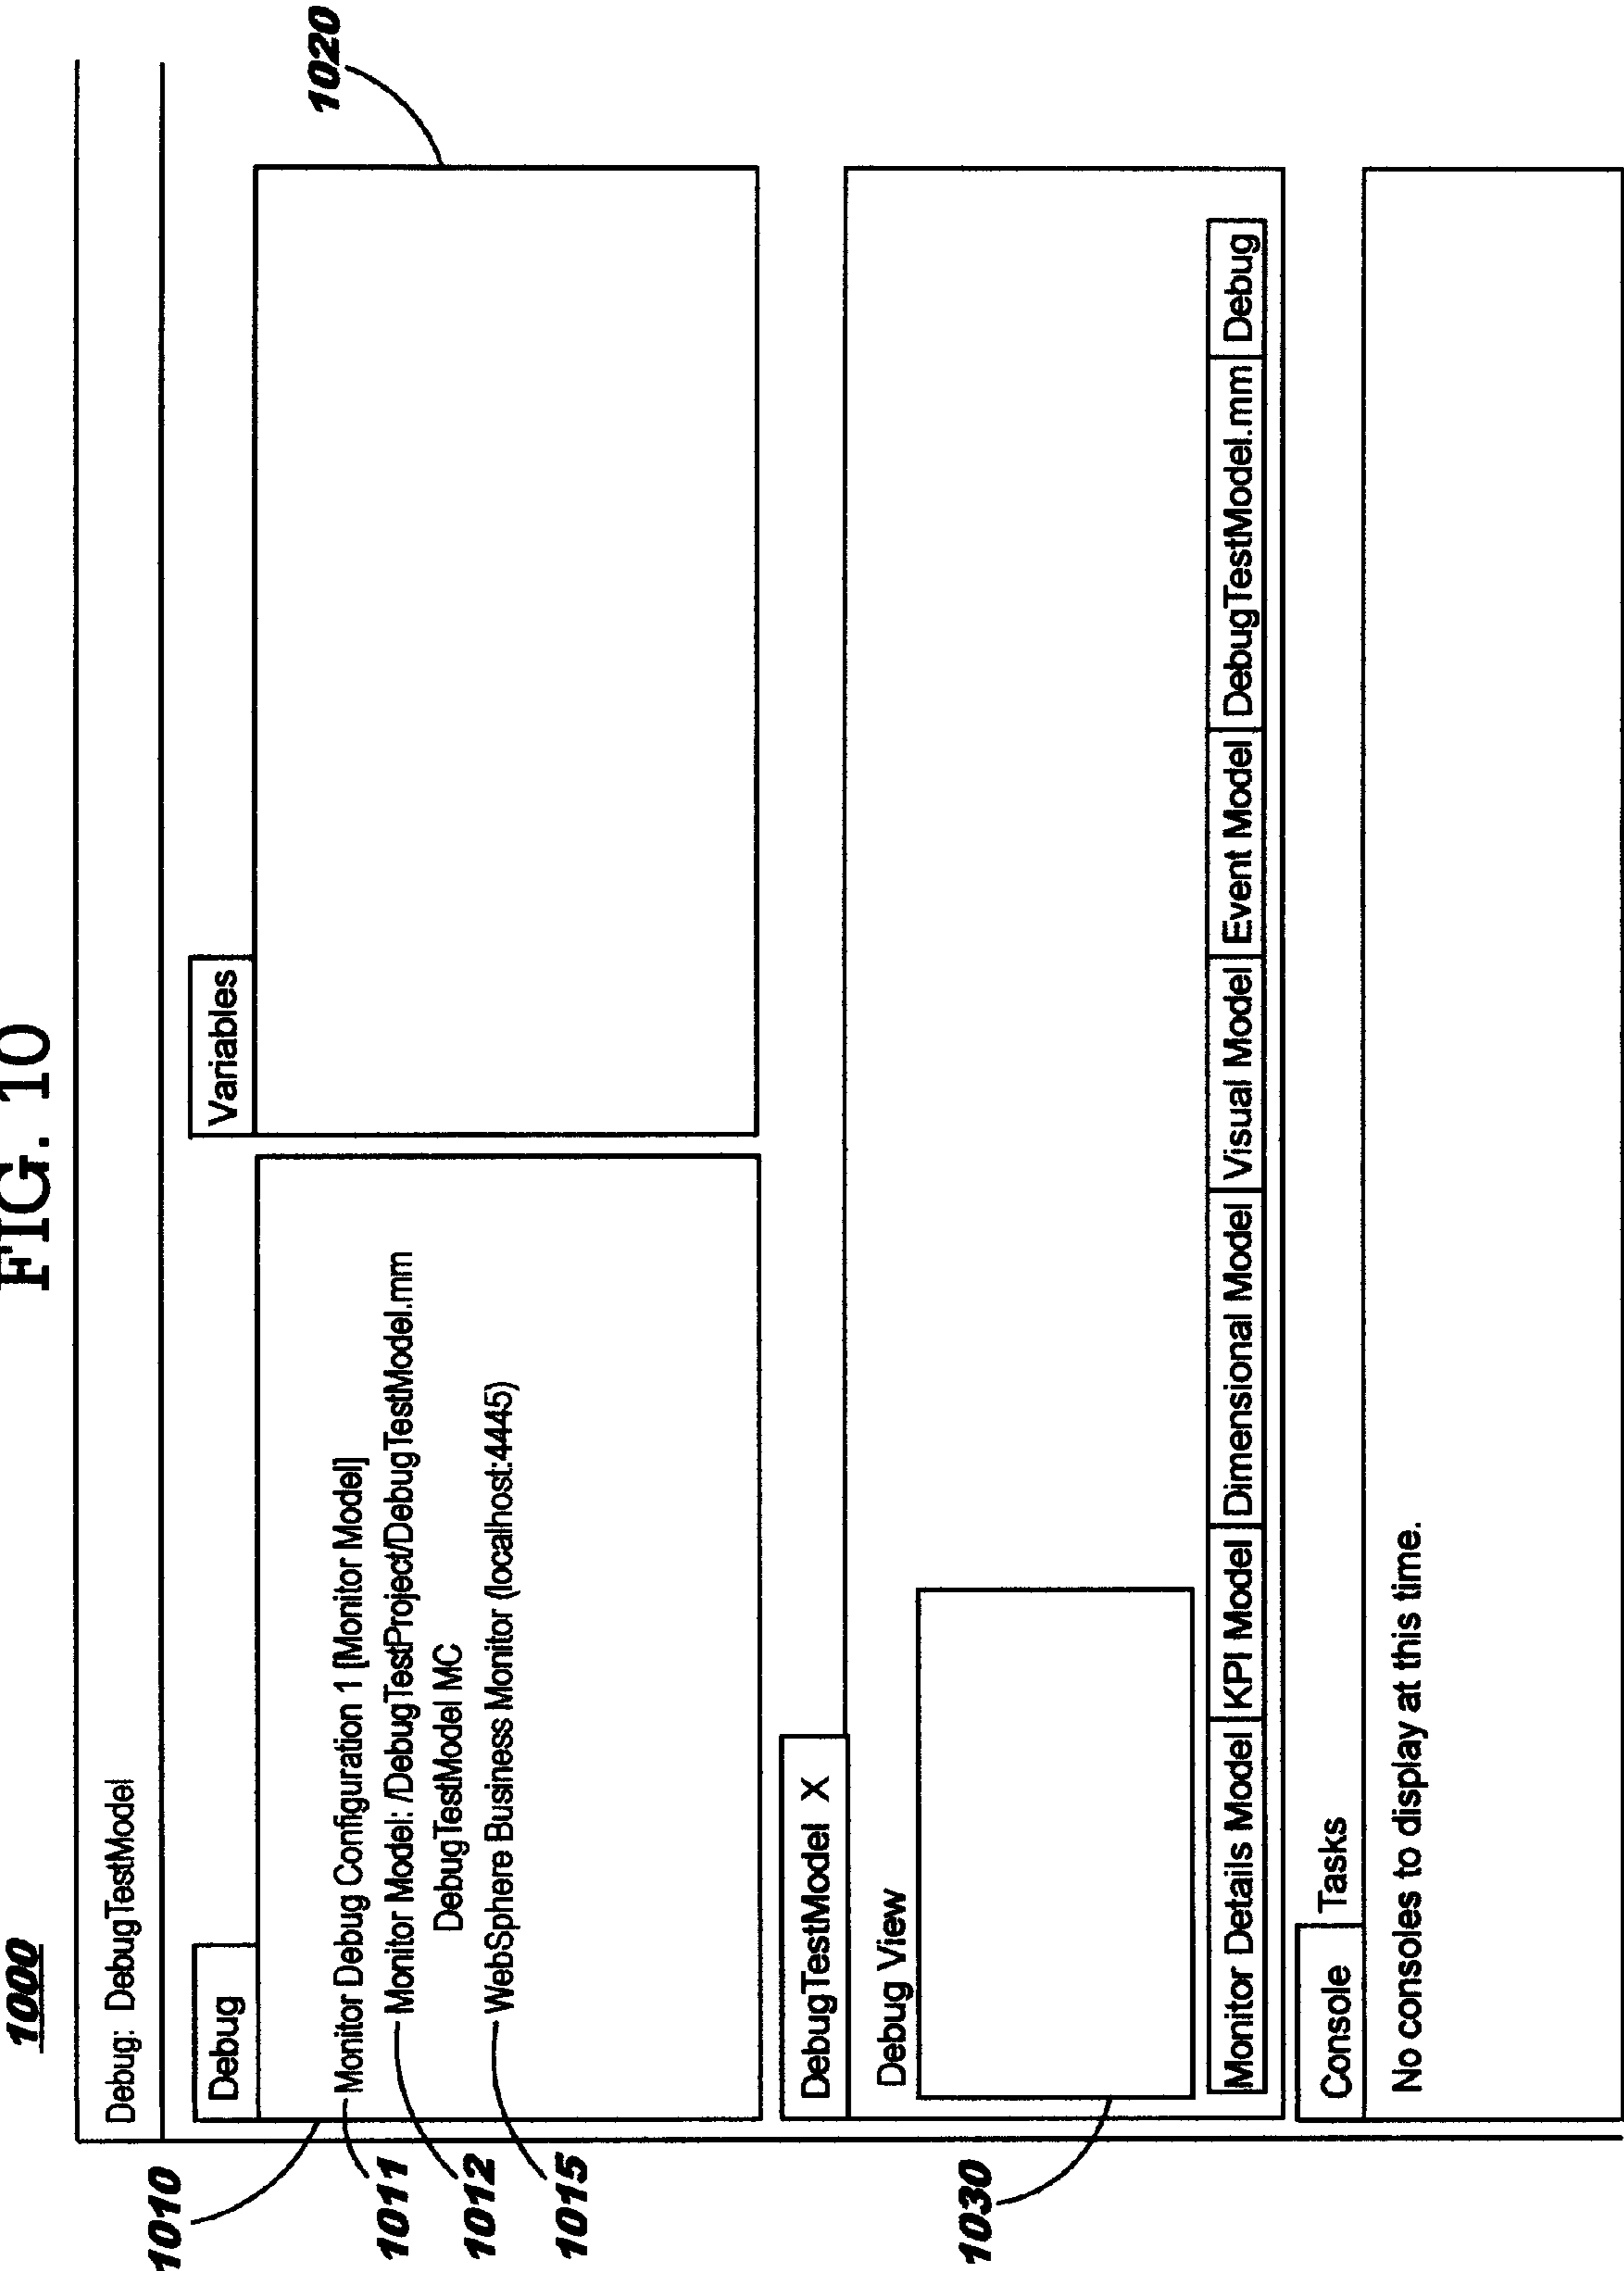 FIG. 10
1000
Debug: DebugTestModel
Debug
Variables
1010
1020
1011
Monitor Debug Configuration 1 [Monitor Model]
1012
Monitor Model: /DebugTestProject/DebugTestModel.mm
DebugTestModel MC
1015
WebSphere Business Monitor (localhost:4445)
DebugTestModel X
Debug View
1030
Monitor Details Model KPI Model Dimensional Model Visual Model Event Model DebugTestModel.mm Debug
Console Tasks
No consoles to display at this time.